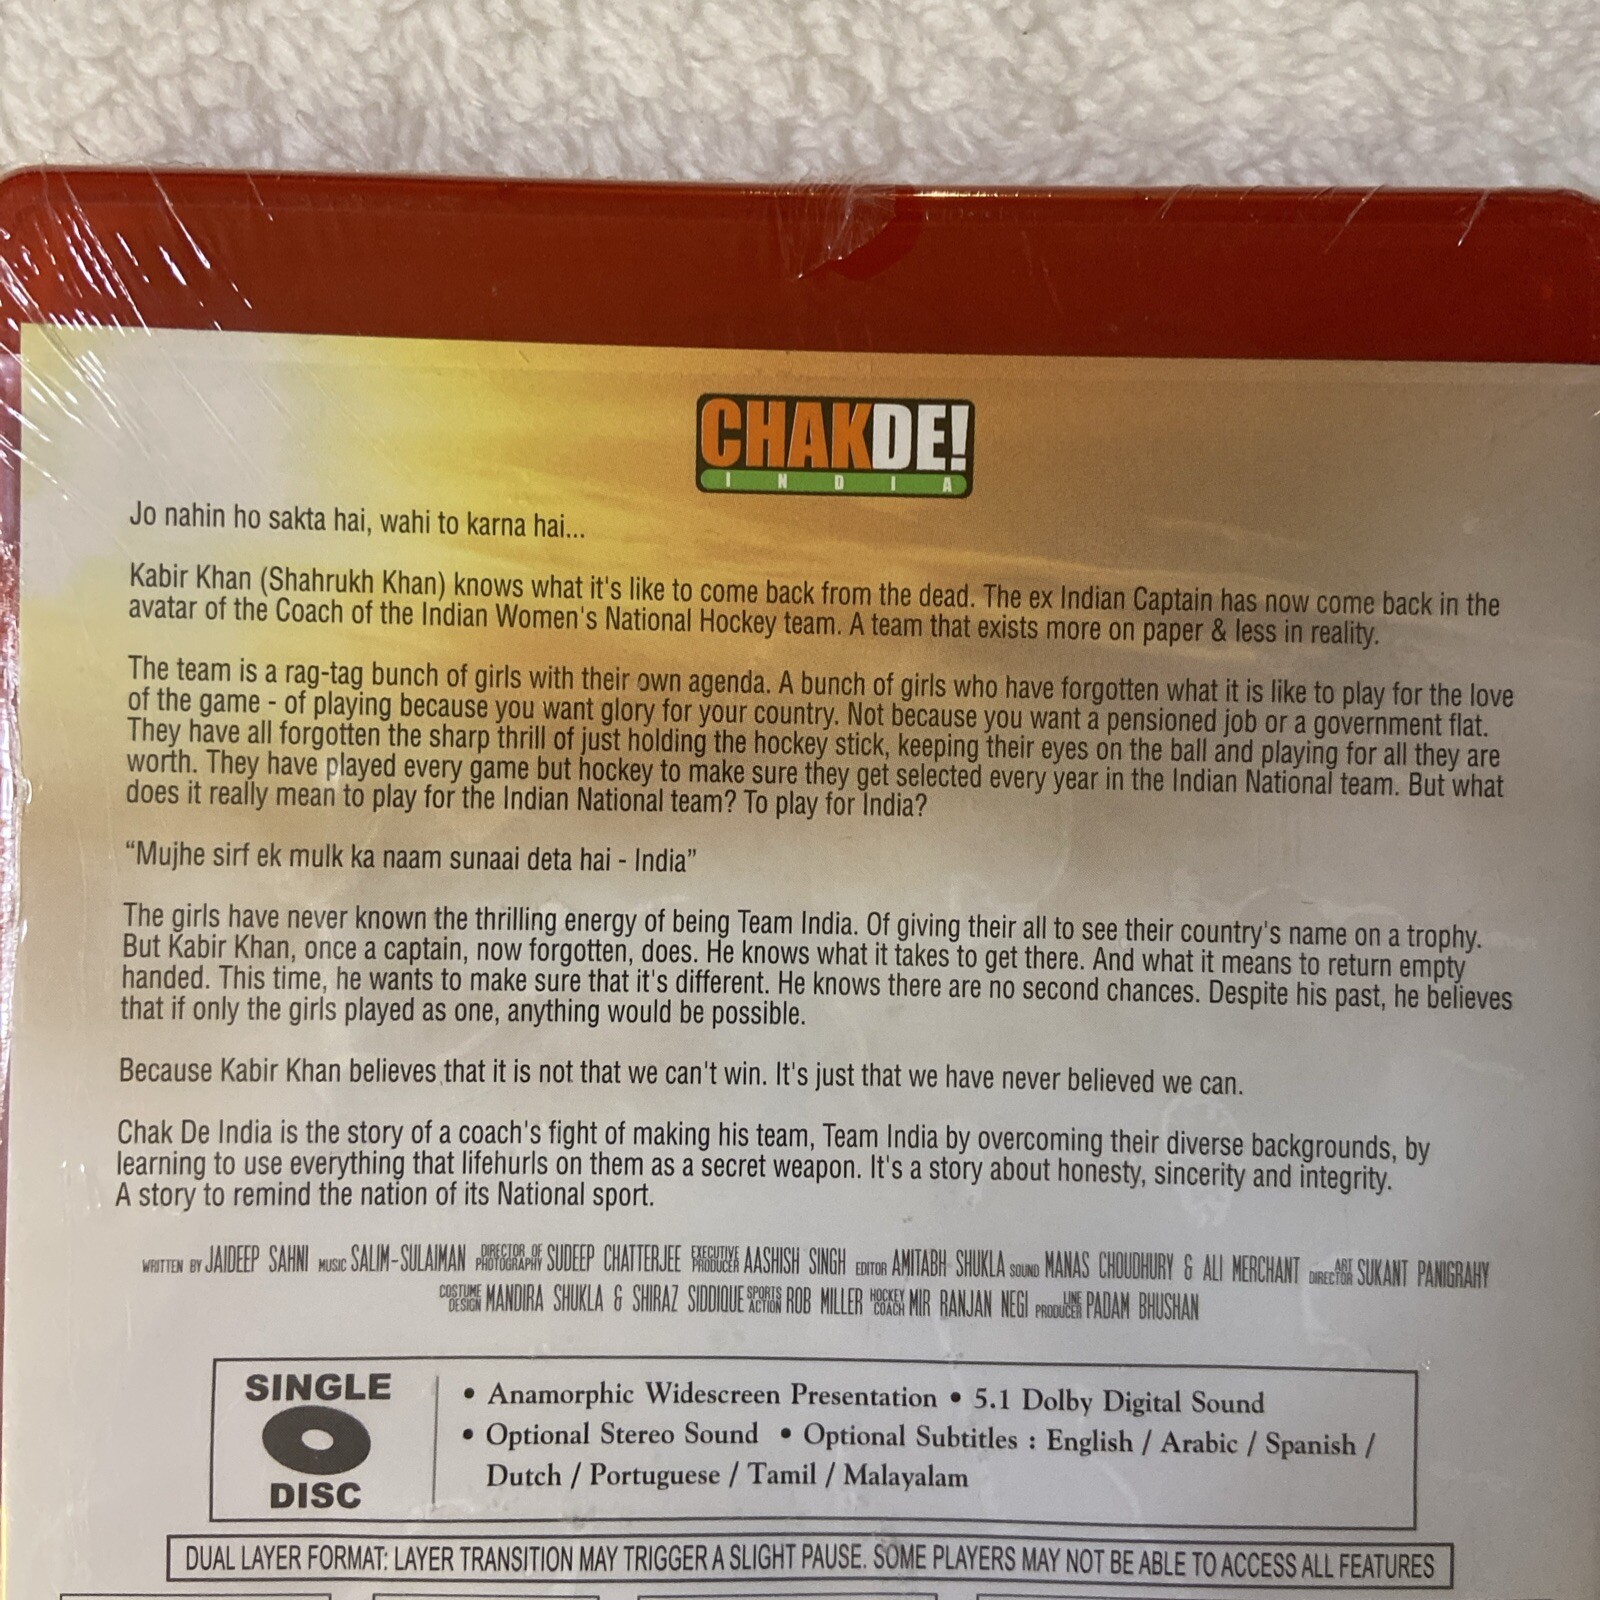 CHAKDE!
INDIA
Jo nahin ho sakta hai, wahi to karna hai...
Kabir Khan (Shahrukh Khan) knows what it's like to come back from the dead. The ex Indian Captain has now come back in the
avatar of the Coach of the Indian Women's National Hockey team. A team that exists more on paper & less in reality.
The team is a rag-tag bunch of girls with their own agenda. A bunch of girls who have forgotten what it is like to play for the love
of the game - of playing because you want glory for your country. Not because you want a pensioned job or a government flat.
They have all forgotten the sharp thrill of just holding the hockey stick, keeping their eyes on the ball and playing for all they are
worth. They have played every game but hockey to make sure they get selected every year in the Indian National team. But what
does it really mean to play for the Indian National team? To play for India?
“Mujhe sirf ek mulk ka naam sunaai deta hai - India”
The girls have never known the thrilling energy of being Team India. Of giving their all to see their country's name on a trophy.
But Kabir Khan, once a captain, now forgotten, does. He knows what it takes to get there. And what it means to return empty
handed. This time, he wants to make sure that it's different. He knows there are no second chances. Despite his past, he believes
that if only the girls played as one, anything would be possible.
Because Kabir Khan believes that it is not that we can't win. It's just that we have never believed we can.
Chak De India is the story of a coach's fight of making his team, Team India by overcoming their diverse backgrounds, by
learning to use everything that lifehurls on them as a secret weapon. It's a story about honesty, sincerity and integrity.
A story to remind the nation of its National sport.
WRITTEN BY JAIDEEP SAHNI MUSIC SALIM-SULAIMAN DIRECTOR OF PHOTOGRAPHY SUDEEP CHATTERJEE EXECUTIVE PRODUCER AASHISH SINGH EDITOR AMITABH SHUKLA SOUND MANAS CHOUDHURY & ALI MERCHANT ART DIRECTOR SUKANT PANIGRAHY
COSTUME DESIGN MANDIRA SHUKLA & SHIRAZ SIDDIQUE SPORTS ACTION ROB MILLER HOCKEY COACH MIR RANJAN NEGI LINE PRODUCER PADAM BHUSHAN
SINGLE
DISC
• Anamorphic Widescreen Presentation • 5.1 Dolby Digital Sound
• Optional Stereo Sound • Optional Subtitles : English / Arabic / Spanish /
Dutch / Portuguese / Tamil / Malayalam
DUAL LAYER FORMAT: LAYER TRANSITION MAY TRIGGER A SLIGHT PAUSE. SOME PLAYERS MAY NOT BE ABLE TO ACCESS ALL FEATURES